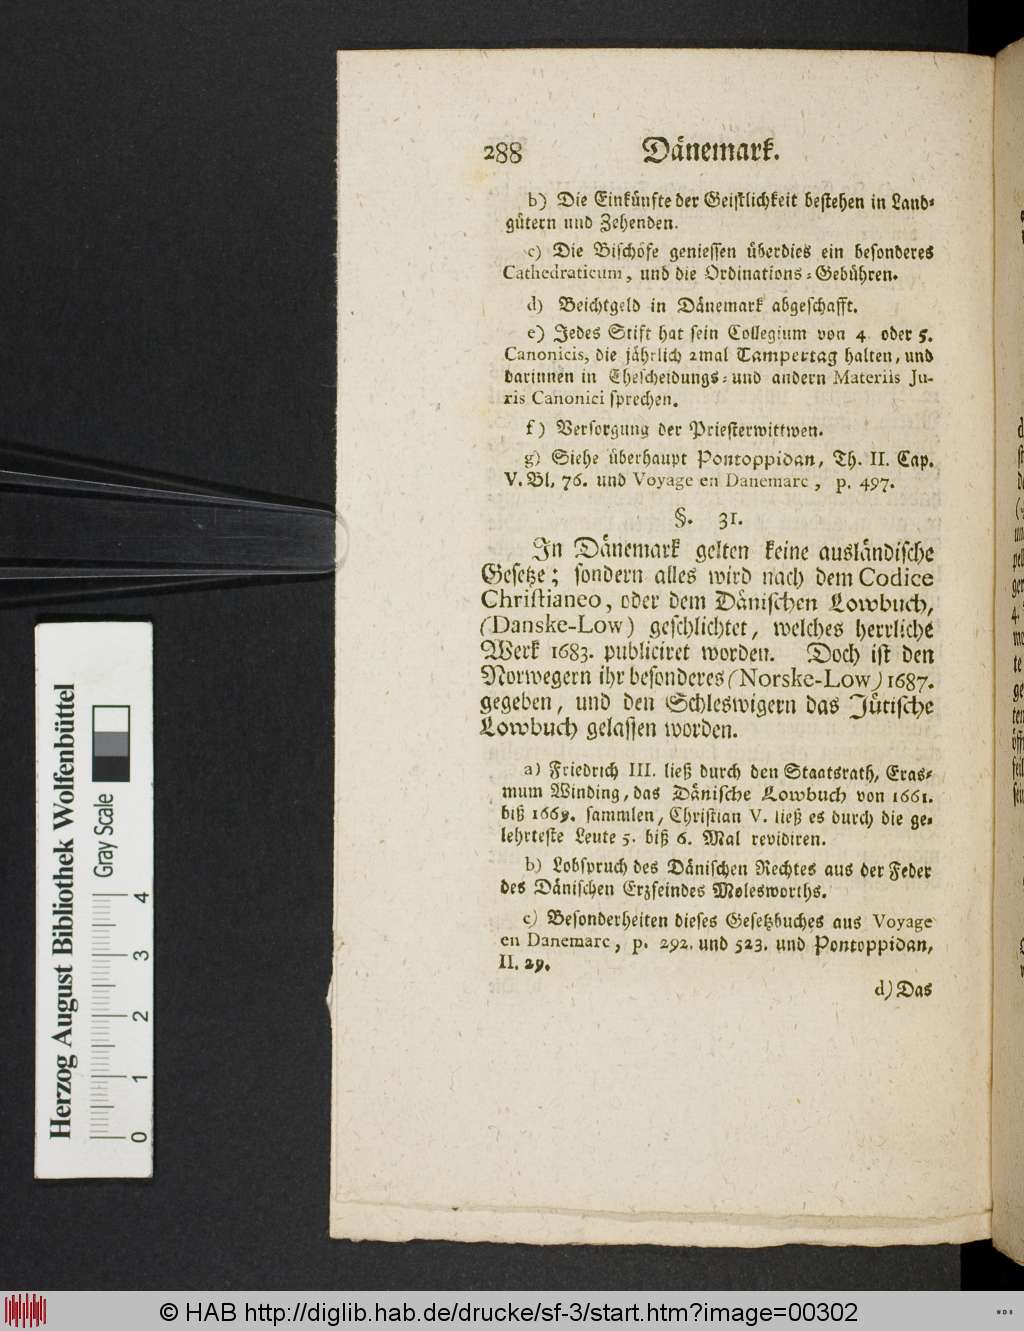 288 Dänemark.
b) Die Einkünfte der Geistlichkeit bestehen in Land-
gütern und Zehenden.
c) Die Bischöfe geniessen überdies ein besonderes
Cathedraticum, und die Ordinations-Gebühren.
d) Beichtgeld in Dänemark abgeschafft.
e) Jedes Stift hat sein Collegium von 4 oder 5.
Canonicis, die jährlich 2mal Tampertag halten, und
darinnen in Ehescheidungs- und andern Materiis Ju-
ris Canonici sprechen.
f) Versorgung der Priesterwittwen.
g) Siehe überhaupt Pontoppidan, Th. II. Cap.
V. Bl. 76. und Voyage en Danemarc, p. 497.
§. 31.
In Dänemark gelten keine ausländische
Gesetze; sondern alles wird nach dem Codice
Christianeo, oder dem Dänischen Lowbuch,
(Danske-Low) geschlichtet, welches herrliche
Werk 1683. publiciret worden. Doch ist den
Norwegern ihr besonderes (Norske-Low) 1687.
gegeben, und den Schleswigern das Jütische
Lowbuch gelassen worden.
a) Friedrich III. ließ durch den Staatsrath, Eras-
mum Winding, das Dänische Lowbuch von 1661.
biß 1669. sammlen, Christian V. ließ es durch die ge-
lehrteste Leute 5. biß 6. Mal revidiren.
b) Lobspruch des Dänischen Rechtes aus der Feder
des Dänischen Erzfeindes Molesworths.
c) Besonderheiten dieses Gesetzbuches aus Voyage
en Danemarc, p. 292. und 523. und Pontoppidan,
II. 29.
d) Das
Herzog August Bibliothek Wolfenbüttel
Gray Scale
0 1 2 3 4
© HAB http://diglib.hab.de/drucke/sf-3/start.htm?image=00302